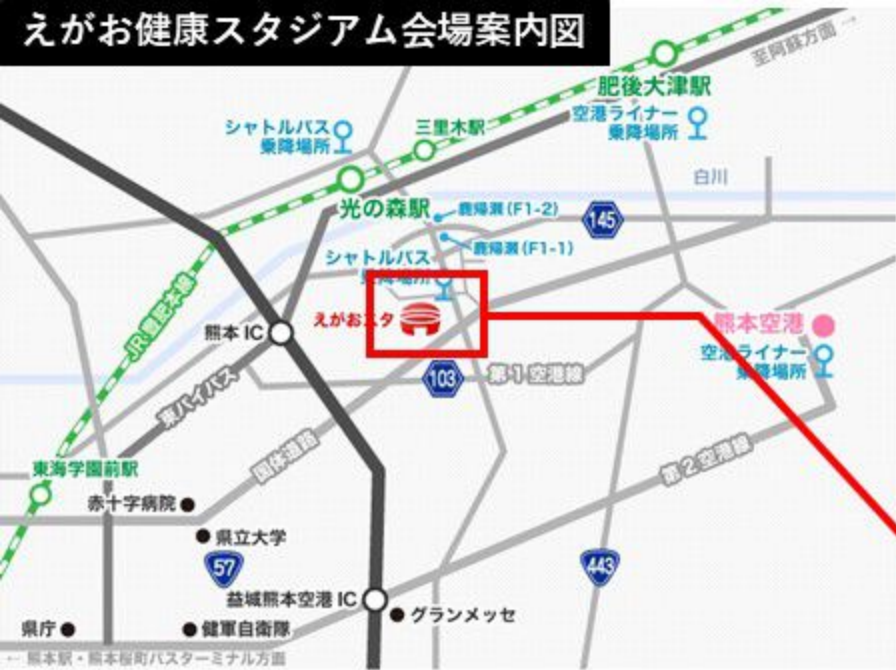 えがお健康スタジアム会場案内図
至阿蘇方面 →
肥後大津駅
空港ライナー
乗降場所
シャトルバス
乗降場所
三里木駅
白川
光の森駅
鹿帰瀬(F1-2)
145
鹿帰瀬(F1-1)
シャトルバス
乗降場所
JR豊肥本線
熊本IC
えがおスタ
熊本空港
空港ライナー
乗降場所
103
第1空港線
東バイパス
国体道路
第2空港線
東海学園前駅
赤十字病院
県立大学
57
443
益城熊本空港IC
グランメッセ
県庁
健軍自衛隊
← 熊本駅・熊本桜町バスターミナル方面